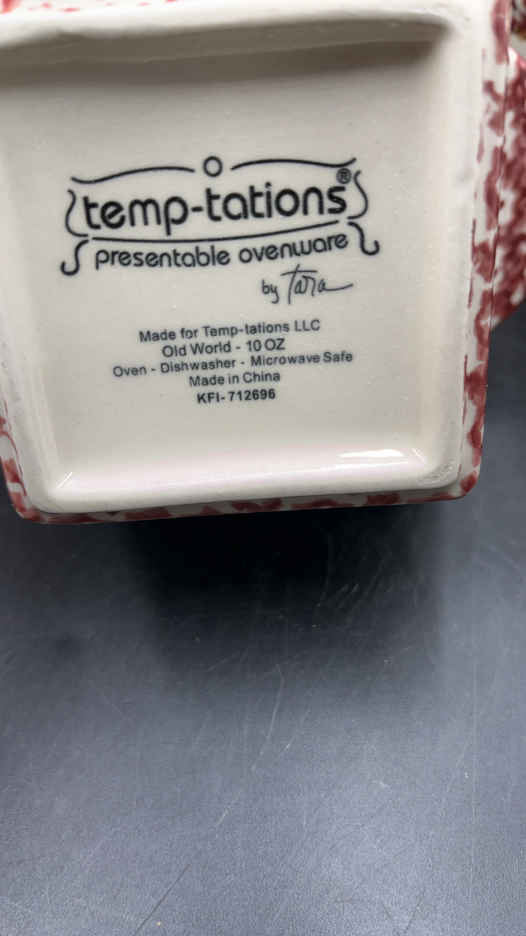 temp-tations®
presentable ovenware
by Tara
Made for Temp-tations LLC
Old World - 10 OZ
Oven - Dishwasher - Microwave Safe
Made in China
KFI-712696